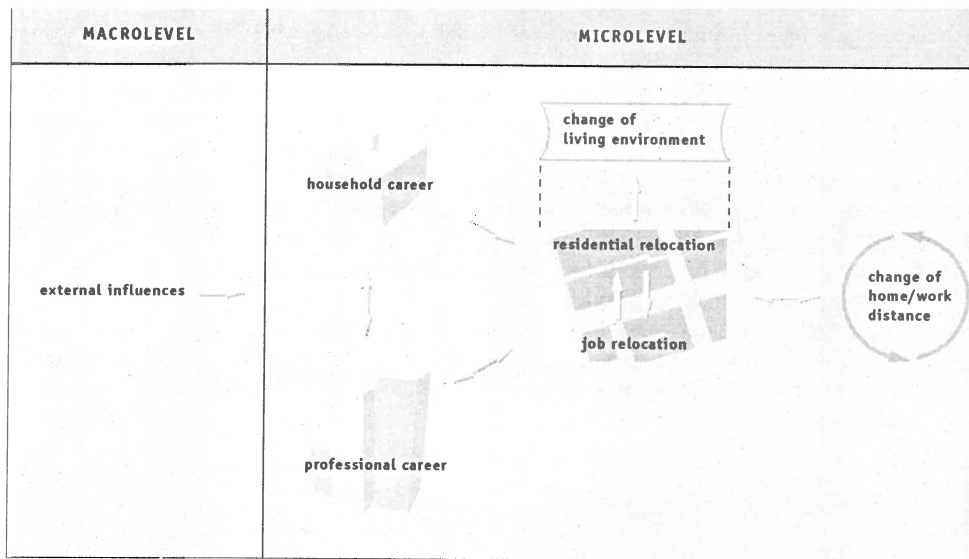 MACROLEVEL
MICROLEVEL
change of
living environment
household career
residential relocation
external influences
change of
home/work
distance
job relocation
professional career